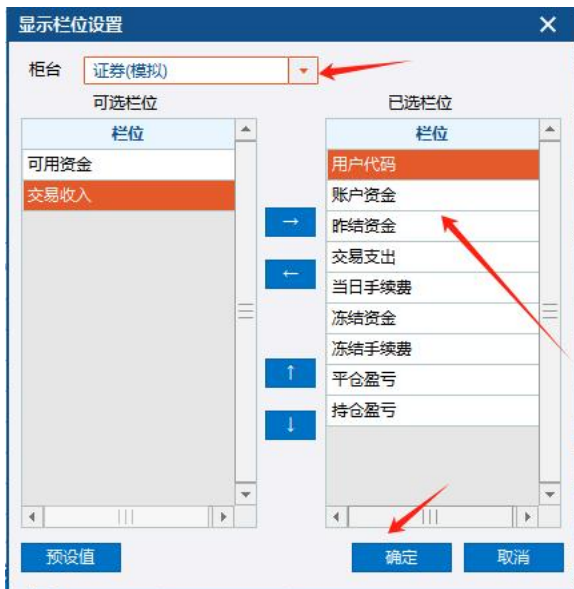 显示栏位设置
柜台 证券(模拟)
可选栏位
栏位
可用资金
交易收入
→
←
↑
↓
已选栏位
栏位
用户代码
账户资金
昨结资金
交易支出
当日手续费
冻结资金
冻结手续费
平仓盈亏
持仓盈亏
预设值 确定 取消